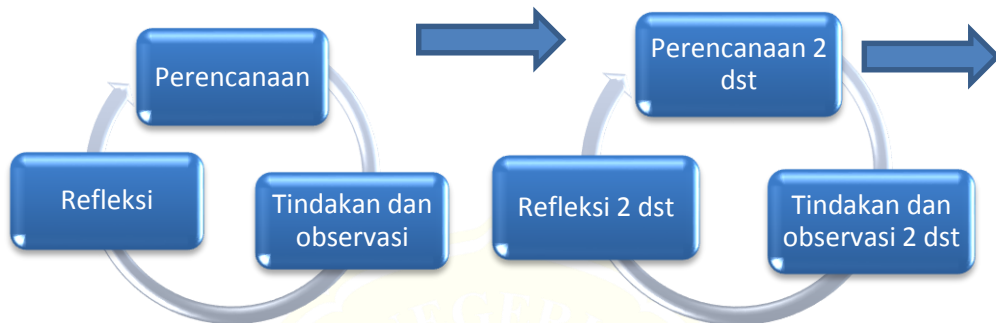 Perencanaan
Refleksi
Tindakan dan
observasi
Perencanaan 2
dst
Refleksi 2 dst
Tindakan dan
observasi 2 dst